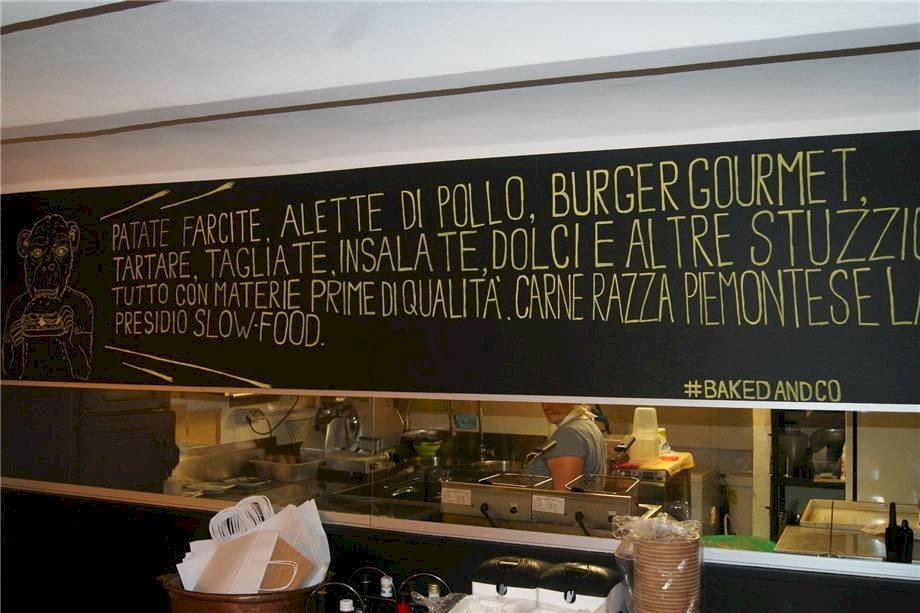 PATATE FARCITE, ALETTE DI POLLO, BURGER GOURMET,
TARTARE, TAGLIATE, INSALATE, DOLCI E ALTRE STUZZI
TUTTO CON MATERIE PRIME DI QUALITÀ. CARNE RAZZA PIEMONTESE LA
PRESIDIO SLOW-FOOD.
#BAKEDANDCO